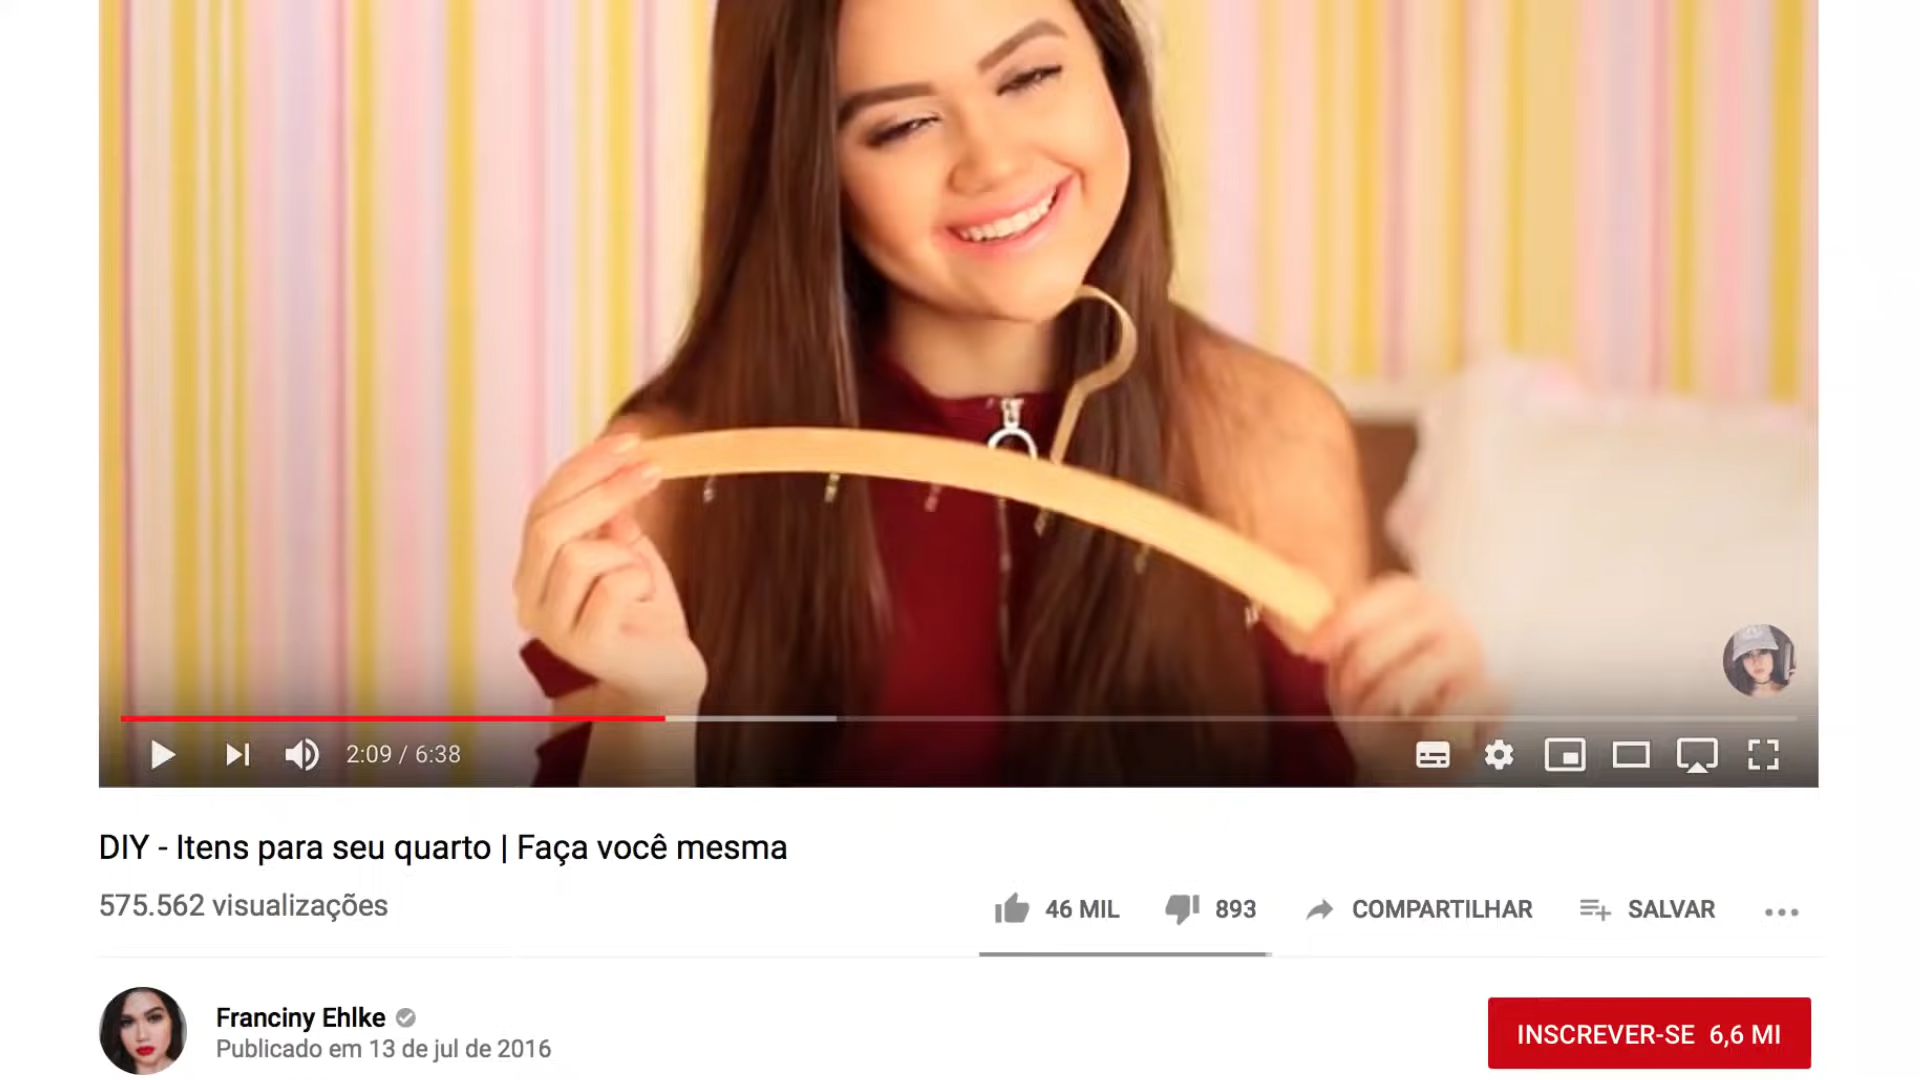 2:09 / 6:38
DIY - Itens para seu quarto | Faça você mesma
575.562 visualizações
46 MIL
893
COMPARTILHAR
SALVAR
Franciny Ehlke
Publicado em 13 de jul de 2016
INSCREVER-SE 6,6 MI